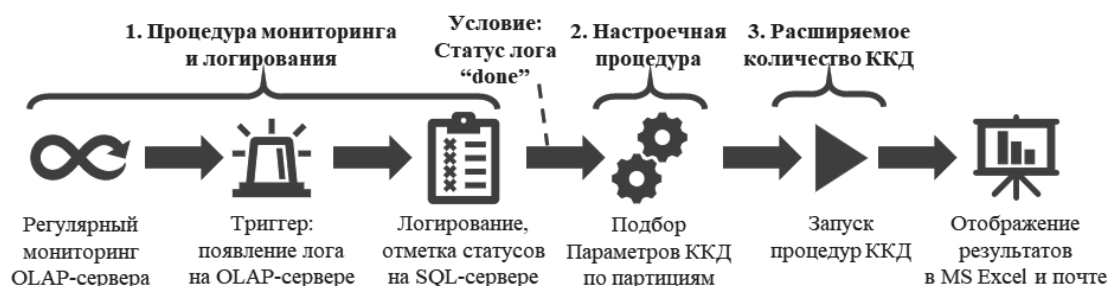 1. Процедура мониторинга
и логирования
Условие:
Статус лога
“done”
2. Настроечная
процедура
3. Расширяемое
количество ККД
Регулярный
мониторинг
OLAP-сервера
Триггер:
появление лога
на OLAP-сервере
Логирование,
отметка статусов
на SQL-сервере
Подбор
Параметров ККД
по партициям
Запуск
процедур ККД
Отображение
результатов
в MS Excel и почте